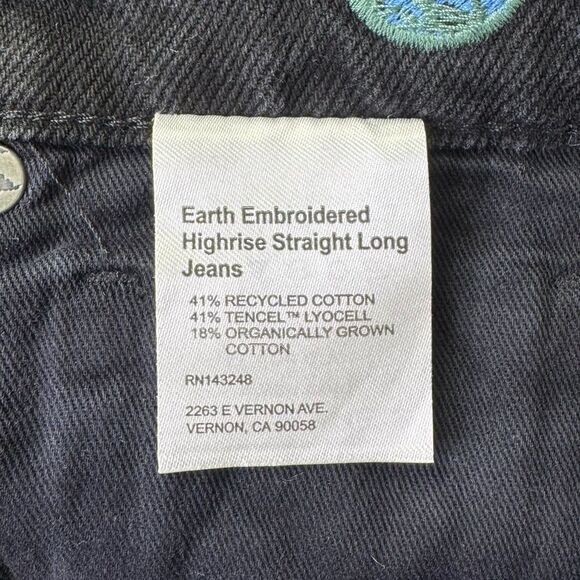 Earth Embroidered
Highrise Straight Long
Jeans
41% RECYCLED COTTON
41% TENCEL™ LYOCELL
18% ORGANICALLY GROWN
COTTON
RN143248
2263 E VERNON AVE.
VERNON, CA 90058